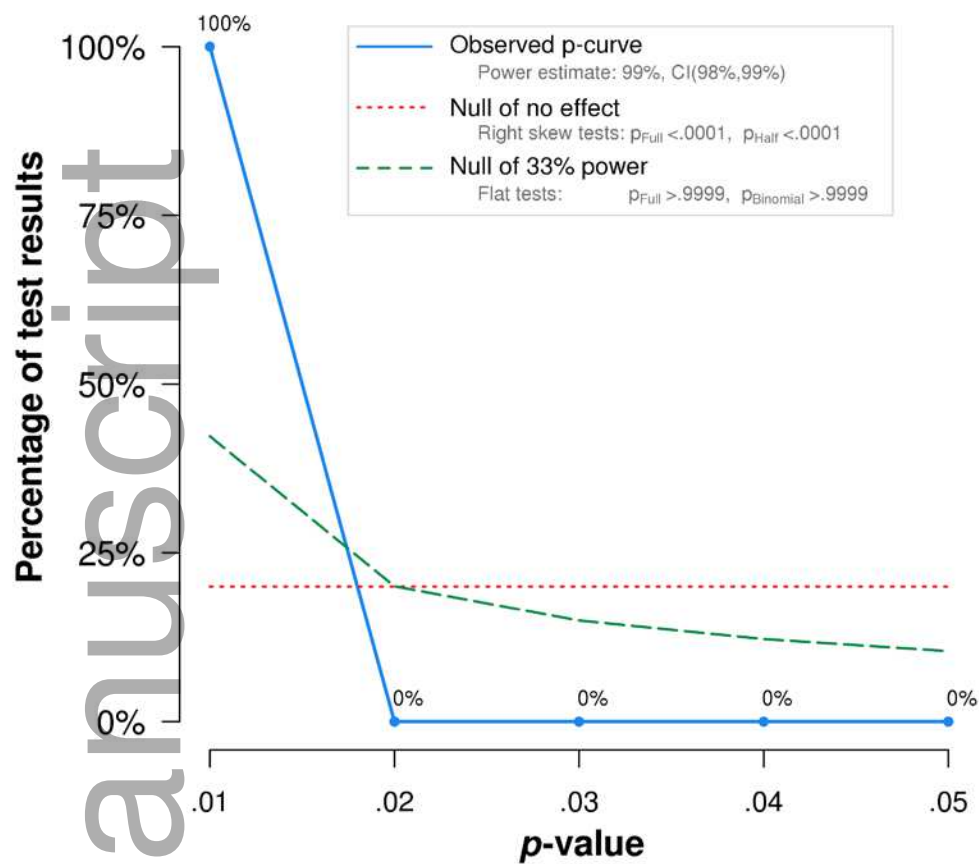 100%
100%
75%
50%
25%
0%
Percentage of test results
Observed p-curve
Power estimate: 99%, CI(98%,99%)
Null of no effect
Right skew tests: pFull <.0001, pHalf <.0001
Null of 33% power
Flat tests: pFull >.9999, pBinomial >.9999
0%
0%
0%
0%
.01
.02
.03
.04
.05
p-value
anuscript